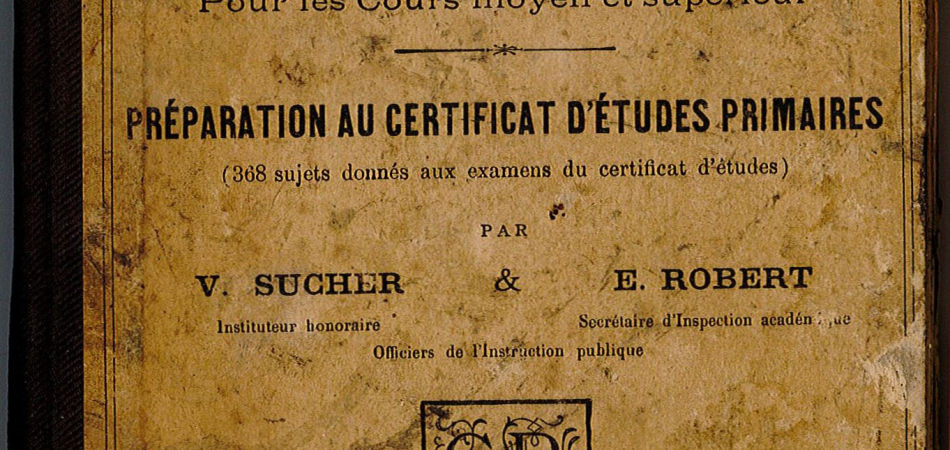 Pour les Cours moyen et supérieur
PRÉPARATION AU CERTIFICAT D'ÉTUDES PRIMAIRES
(368 sujets donnés aux examens du certificat d'études)
PAR
V. SUCHER & E. ROBERT
Instituteur honoraire Secrétaire d'Inspection
Officiers de l'Instruction publique